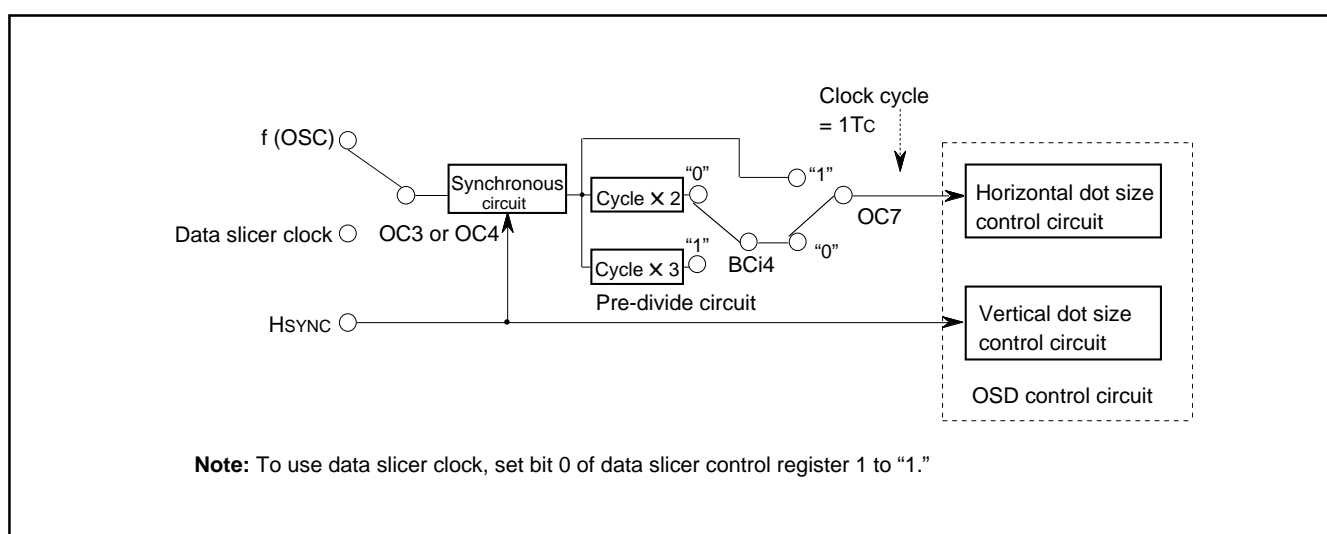 Clock cycle
= 1TC
f (OSC)
Synchronous
circuit
"0"
"1"
Cycle × 2
Horizontal dot size
control circuit
OC7
Data slicer clock
OC3 or OC4
"1"
"0"
BCi4
Cycle × 3
Pre-divide circuit
HSYNC
Vertical dot size
control circuit
OSD control circuit
Note: To use data slicer clock, set bit 0 of data slicer control register 1 to “1.”